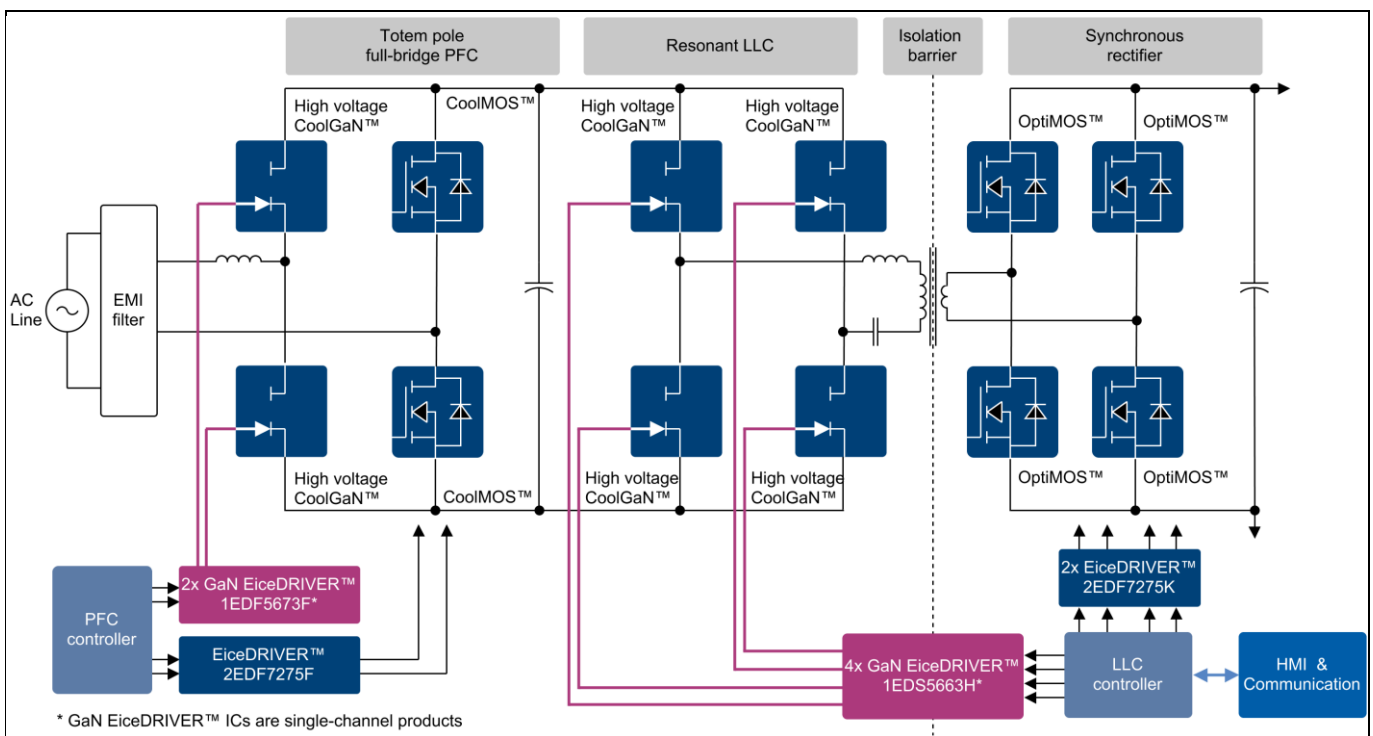 Totem pole
full-bridge PFC
Resonant LLC
Isolation
barrier
Synchronous
rectifier
High voltage
CoolGaN™
CoolMOS™
High voltage
CoolGaN™
High voltage
CoolGaN™
OptiMOS™
OptiMOS™
AC
Line
EMI
filter
High voltage
CoolGaN™
CoolMOS™
High voltage
CoolGaN™
High voltage
CoolGaN™
OptiMOS™
OptiMOS™
PFC
controller
2x GaN EiceDRIVER™
1EDF5673F*
EiceDRIVER™
2EDF7275F
2x EiceDRIVER™
2EDF7275K
4x GaN EiceDRIVER™
1EDS5663H*
LLC
controller
HMI &
Communication
* GaN EiceDRIVER™ ICs are single-channel products